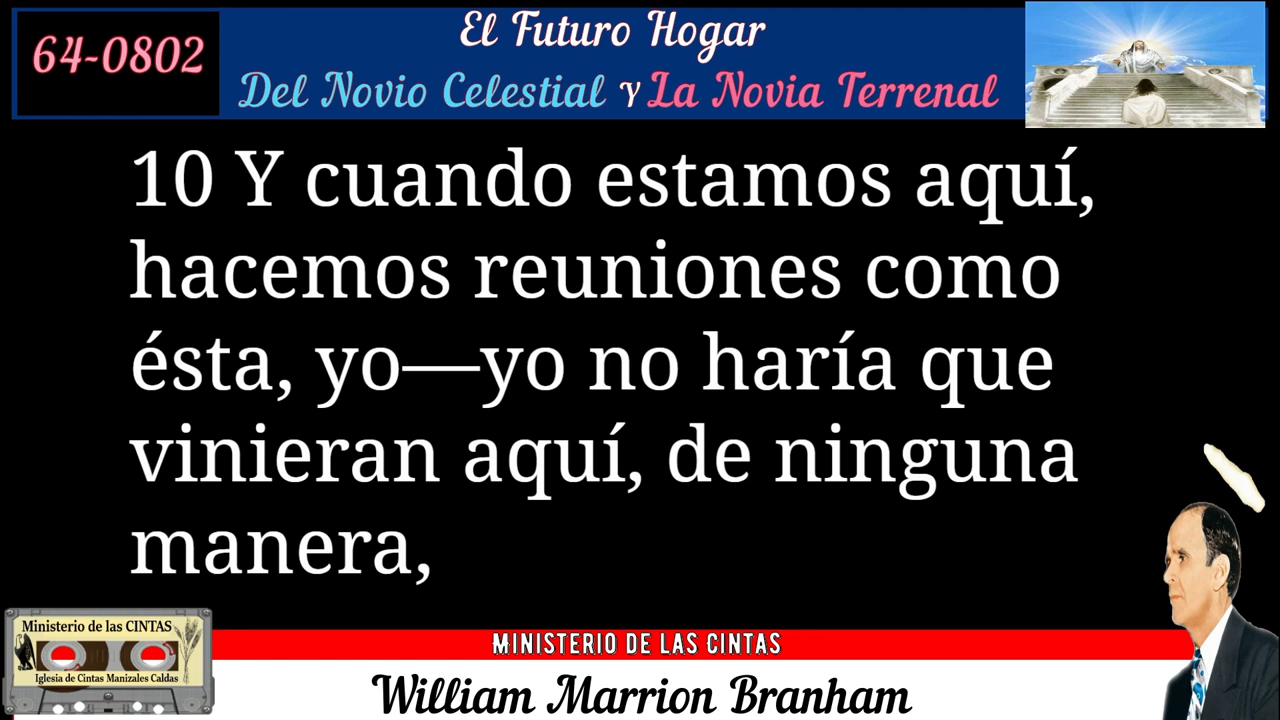 64-0802
El Futuro Hogar
Del Novio Celestial Y La Novia Terrenal
10 Y cuando estamos aquí,
hacemos reuniones como
ésta, yo—yo no haría que
vinieran aquí, de ninguna
manera,
Ministerio de las CINTAS
Iglesia de Cintas Manizales Caldas
MINISTERIO DE LAS CINTAS
William Marrion Branham